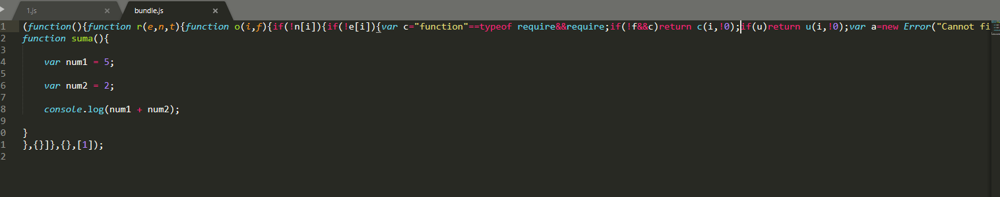 1.js × bundle.js ×
1 (function(){function r(e,n,t){function o(i,f){if(!n[i]){if(!e[i]){var c="function"==typeof require&&require;if(!f&&c)return c(i,!0);if(u)return u(i,!0);var a=new Error("Cannot fi
2 function suma(){
3
4 var num1 = 5;
5
6 var num2 = 2;
7
8 console.log(num1 + num2);
9
0 }
1 },{}]},{},[1]);
2